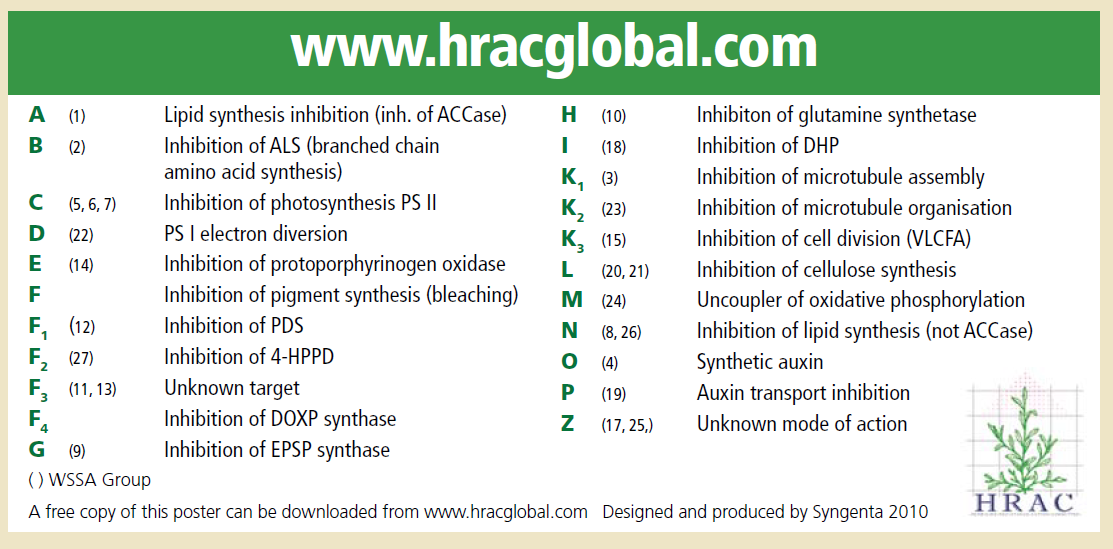 www.hracglobal.com
A (1) Lipid synthesis inhibition (inh. of ACCase)
B (2) Inhibition of ALS (branched chain
amino acid synthesis)
C (5, 6, 7) Inhibition of photosynthesis PS II
D (22) PS I electron diversion
E (14) Inhibition of protoporphyrinogen oxidase
F Inhibition of pigment synthesis (bleaching)
F1 (12) Inhibition of PDS
F2 (27) Inhibition of 4-HPPD
F3 (11, 13) Unknown target
F4 Inhibition of DOXP synthase
G (9) Inhibition of EPSP synthase
H (10) Inhibiton of glutamine synthetase
I (18) Inhibition of DHP
K1 (3) Inhibition of microtubule assembly
K2 (23) Inhibition of microtubule organisation
K3 (15) Inhibition of cell division (VLCFA)
L (20, 21) Inhibition of cellulose synthesis
M (24) Uncoupler of oxidative phosphorylation
N (8, 26) Inhibition of lipid synthesis (not ACCase)
O (4) Synthetic auxin
P (19) Auxin transport inhibition
Z (17, 25,) Unknown mode of action
( ) WSSA Group
A free copy of this poster can be downloaded from www.hracglobal.com Designed and produced by Syngenta 2010
HRAC